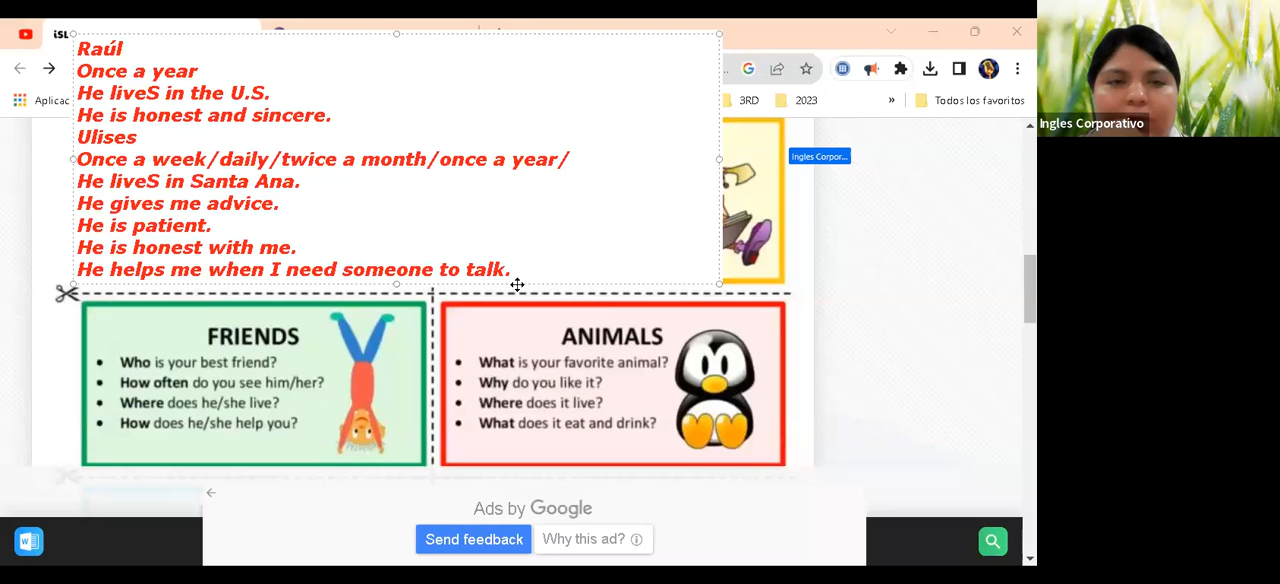 ISL
Raúl
Once a year
He liveS in the U.S.
He is honest and sincere.
Ulises
Once a week/daily/twice a month/once a year/
He liveS in Santa Ana.
He gives me advice.
He is patient.
He is honest with me.
He helps me when I need someone to talk.
Aplicac
3RD
2023
»
Todos los favoritos
Ingles Corporativo
Ingles Corpor...
FRIENDS
• Who is your best friend?
• How often do you see him/her?
• Where does he/she live?
• How does he/she help you?
ANIMALS
• What is your favorite animal?
• Why do you like it?
• Where does it live?
• What does it eat and drink?
Ads by Google
Send feedback
Why this ad?